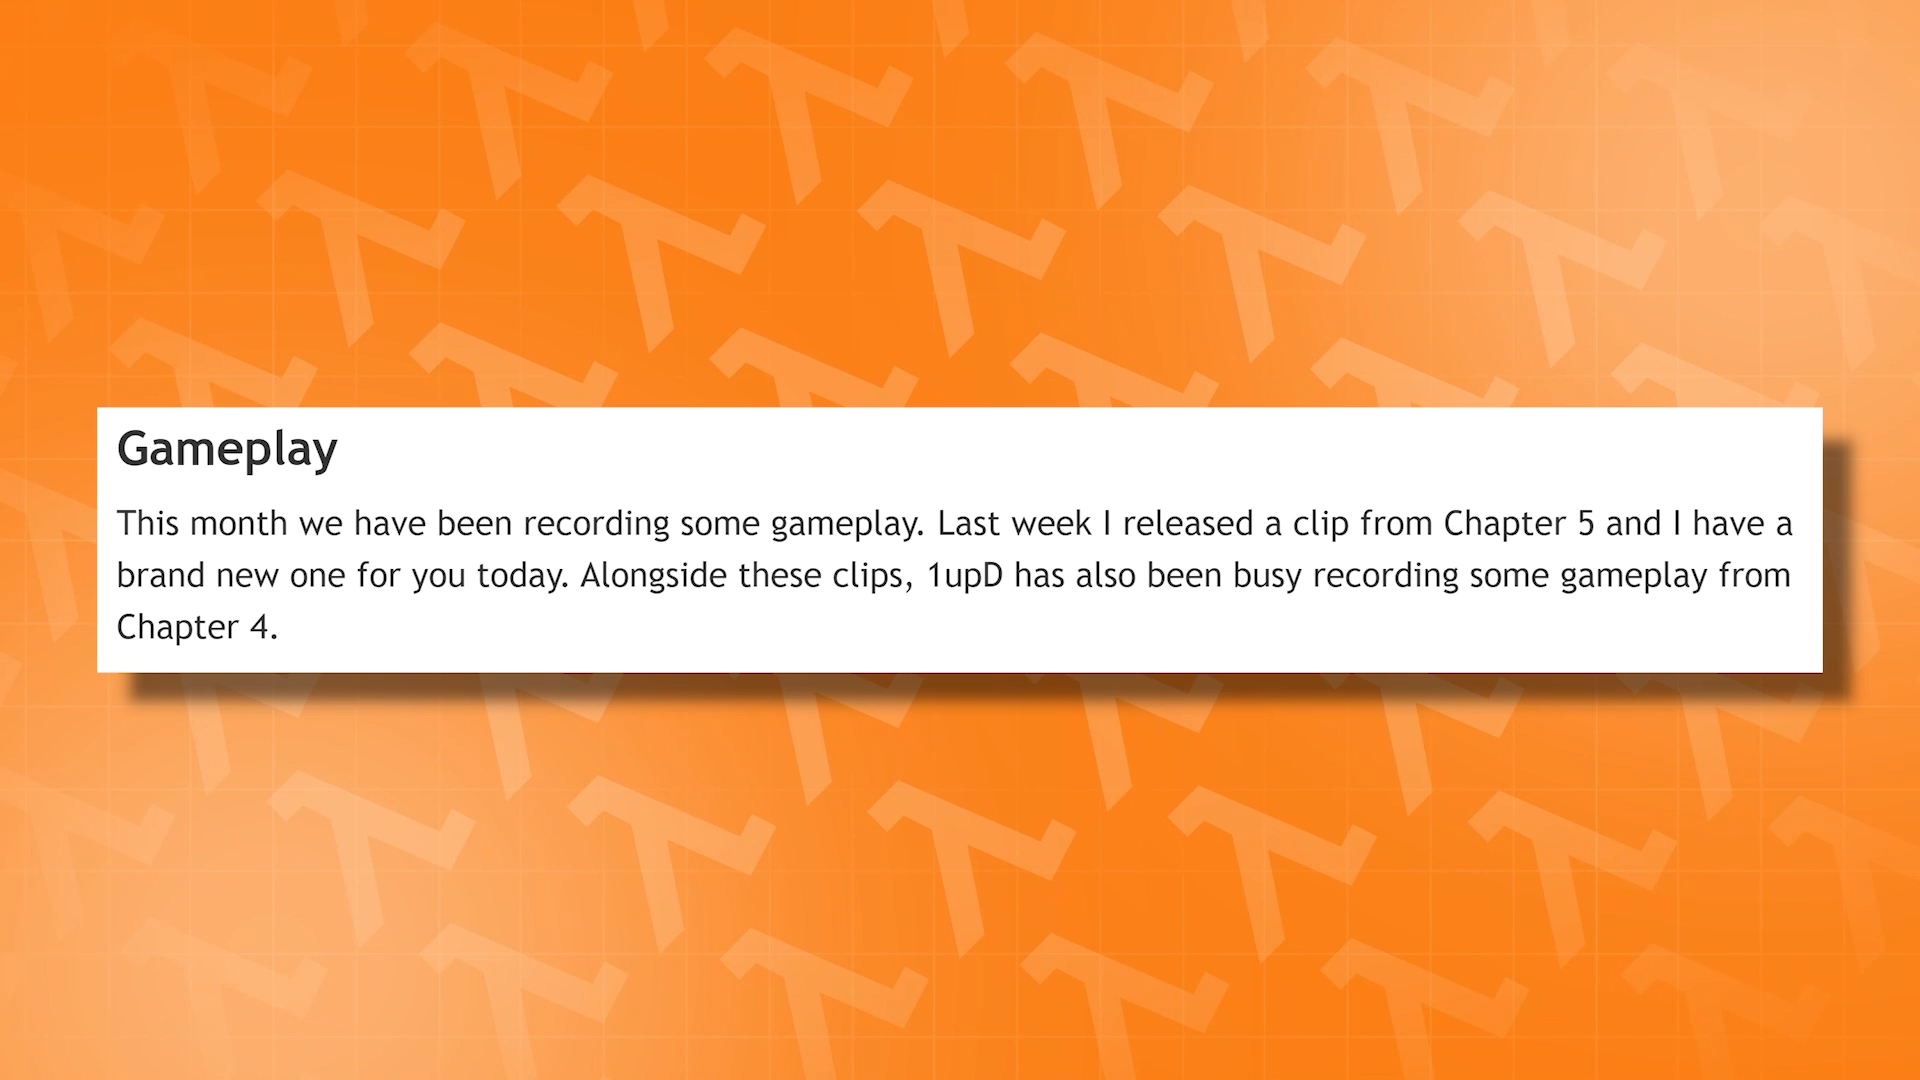 Gameplay
This month we have been recording some gameplay. Last week I released a clip from Chapter 5 and I have a
brand new one for you today. Alongside these clips, 1upD has also been busy recording some gameplay from
Chapter 4.